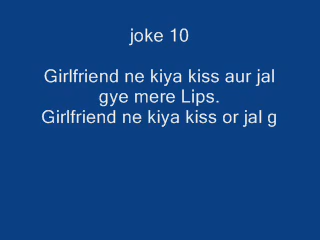 joke 10
Girlfriend ne kiya kiss aur jal
gye mere Lips.
Girlfriend ne kiya kiss or jal g